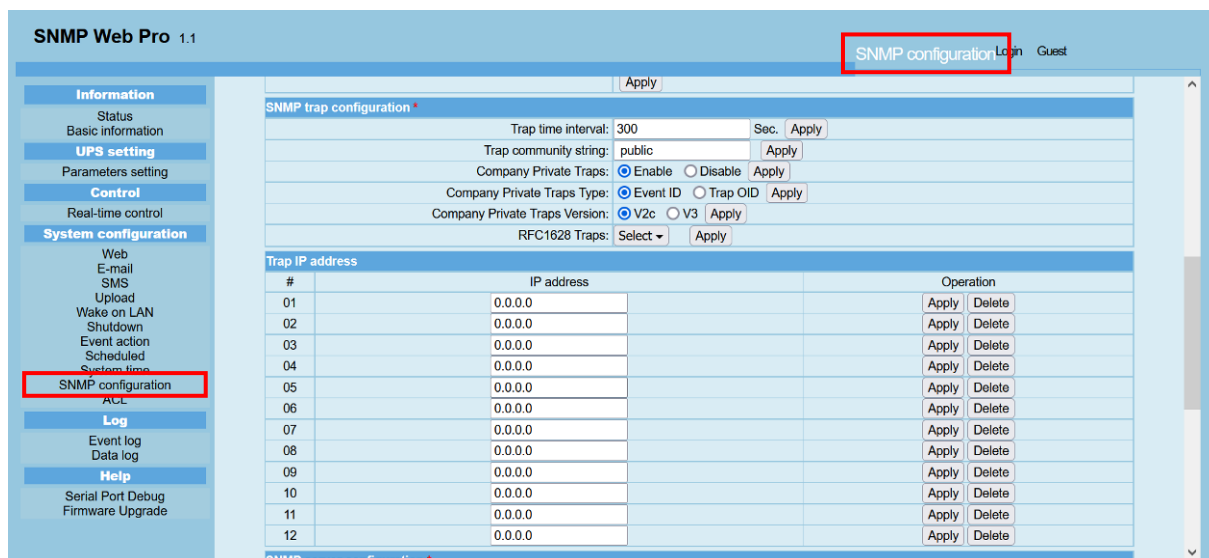 SNMP Web Pro 1.1
SNMP configuration Login Guest
Information
Status
Basic information
UPS setting
Parameters setting
Control
Real-time control
System configuration
Web
E-mail
SMS
Upload
Wake on LAN
Shutdown
Event action
Scheduled
System time
SNMP configuration
ACL
Log
Event log
Data log
Help
Serial Port Debug
Firmware Upgrade
Apply
SNMP trap configuration *
Trap time interval: 300 Sec. Apply
Trap community string: public Apply
Company Private Traps: Enable Disable Apply
Company Private Traps Type: Event ID Trap OID Apply
Company Private Traps Version: V2c V3 Apply
RFC1628 Traps: Select Apply
Trap IP address
# IP address Operation
01 0.0.0.0 Apply Delete
02 0.0.0.0 Apply Delete
03 0.0.0.0 Apply Delete
04 0.0.0.0 Apply Delete
05 0.0.0.0 Apply Delete
06 0.0.0.0 Apply Delete
07 0.0.0.0 Apply Delete
08 0.0.0.0 Apply Delete
09 0.0.0.0 Apply Delete
10 0.0.0.0 Apply Delete
11 0.0.0.0 Apply Delete
12 0.0.0.0 Apply Delete